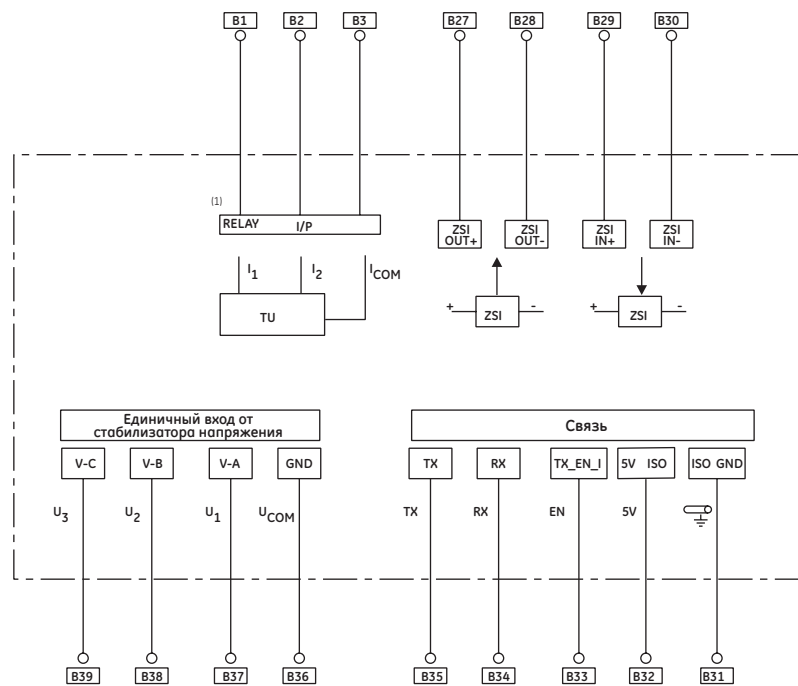 B1 B2 B3 B27 B28 B29 B30
(1)
RELAY I/P
ZSI OUT+ ZSI OUT- ZSI IN+ ZSI IN-
I1 I2 ICOM
TU
+ ZSI - + ZSI -
Единичный вход от
стабилизатора напряжения
Связь
V-C V-B V-A GND TX RX TX_EN_I 5V ISO ISO GND
U3 U2 U1 UCOM TX RX EN 5V
B39 B38 B37 B36 B35 B34 B33 B32 B31